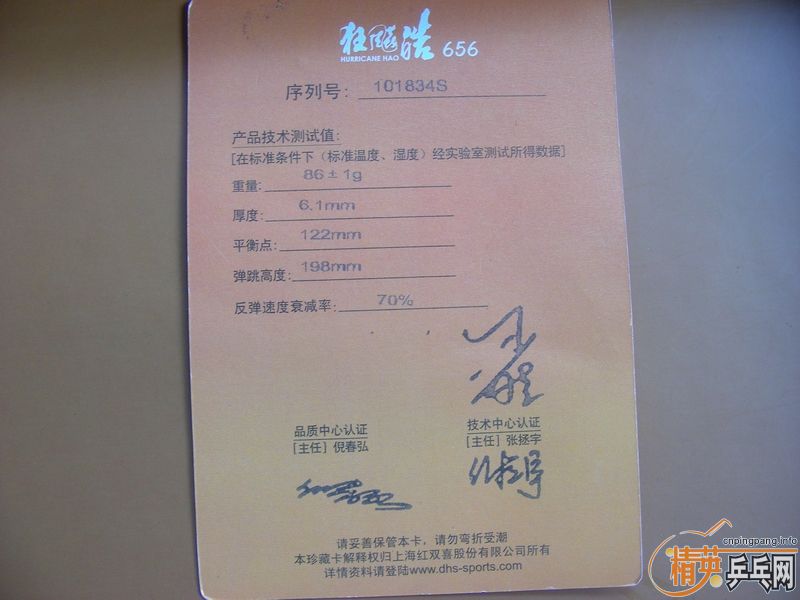 狂飚皓 656
HURRICANE HAO
序列号: 101834S
产品技术测试值:
[在标准条件下（标准温度、湿度）经实验室测试所得数据]
重量: 86±1g
厚度: 6.1mm
平衡点: 122mm
弹跳高度: 198mm
反弹速度衰减率: 70%
品质中心认证
[主任] 倪春弘
技术中心认证
[主任] 张拯宇
请妥善保管本卡，请勿弯折受潮
本珍藏卡解释权归上海红双喜股份有限公司所有
详情资料请登陆www.dhs-sports.com
cnpingpang.info
精英乒乓网